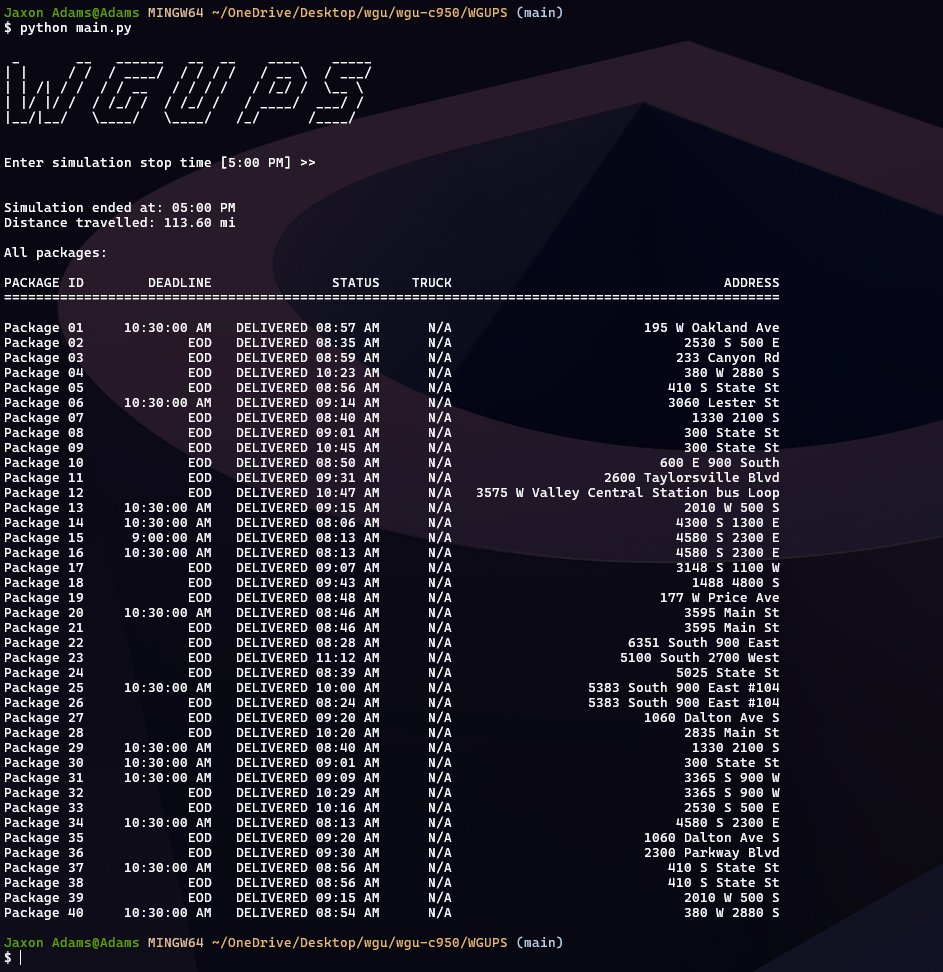 Jaxon Adams@Adams MINGW64 ~/OneDrive/Desktop/wgu/wgu-c950/WGUPS (main)
$ python main.py
WGUPS
Enter simulation stop time [5:00 PM] >>
Simulation ended at: 05:00 PM
Distance travelled: 113.60 mi
All packages:
PACKAGE ID DEADLINE STATUS TRUCK ADDRESS
=================================================================================================
Package 01 10:30:00 AM DELIVERED 08:57 AM N/A 195 W Oakland Ave
Package 02 EOD DELIVERED 08:35 AM N/A 2530 S 500 E
Package 03 EOD DELIVERED 08:59 AM N/A 233 Canyon Rd
Package 04 EOD DELIVERED 10:23 AM N/A 380 W 2880 S
Package 05 EOD DELIVERED 08:56 AM N/A 410 S State St
Package 06 10:30:00 AM DELIVERED 09:14 AM N/A 3060 Lester St
Package 07 EOD DELIVERED 08:40 AM N/A 1330 2100 S
Package 08 EOD DELIVERED 09:01 AM N/A 300 State St
Package 09 EOD DELIVERED 10:45 AM N/A 300 State St
Package 10 EOD DELIVERED 08:50 AM N/A 600 E 900 South
Package 11 EOD DELIVERED 09:31 AM N/A 2600 Taylorsville Blvd
Package 12 EOD DELIVERED 10:47 AM N/A 3575 W Valley Central Station bus Loop
Package 13 10:30:00 AM DELIVERED 09:15 AM N/A 2010 W 500 S
Package 14 10:30:00 AM DELIVERED 08:06 AM N/A 4300 S 1300 E
Package 15 9:00:00 AM DELIVERED 08:13 AM N/A 4580 S 2300 E
Package 16 10:30:00 AM DELIVERED 08:13 AM N/A 4580 S 2300 E
Package 17 EOD DELIVERED 09:07 AM N/A 3148 S 1100 W
Package 18 EOD DELIVERED 09:43 AM N/A 1488 4800 S
Package 19 EOD DELIVERED 08:48 AM N/A 177 W Price Ave
Package 20 10:30:00 AM DELIVERED 08:46 AM N/A 3595 Main St
Package 21 EOD DELIVERED 08:46 AM N/A 3595 Main St
Package 22 EOD DELIVERED 08:28 AM N/A 6351 South 900 East
Package 23 EOD DELIVERED 11:12 AM N/A 5100 South 2700 West
Package 24 EOD DELIVERED 08:39 AM N/A 5025 State St
Package 25 10:30:00 AM DELIVERED 10:00 AM N/A 5383 South 900 East #104
Package 26 EOD DELIVERED 08:24 AM N/A 5383 South 900 East #104
Package 27 EOD DELIVERED 09:20 AM N/A 1060 Dalton Ave S
Package 28 EOD DELIVERED 10:20 AM N/A 2835 Main St
Package 29 10:30:00 AM DELIVERED 08:40 AM N/A 1330 2100 S
Package 30 10:30:00 AM DELIVERED 09:01 AM N/A 300 State St
Package 31 10:30:00 AM DELIVERED 09:09 AM N/A 3365 S 900 W
Package 32 EOD DELIVERED 10:29 AM N/A 3365 S 900 W
Package 33 EOD DELIVERED 10:16 AM N/A 2530 S 500 E
Package 34 10:30:00 AM DELIVERED 08:13 AM N/A 4580 S 2300 E
Package 35 EOD DELIVERED 09:20 AM N/A 1060 Dalton Ave S
Package 36 EOD DELIVERED 09:30 AM N/A 2300 Parkway Blvd
Package 37 10:30:00 AM DELIVERED 08:56 AM N/A 410 S State St
Package 38 EOD DELIVERED 08:56 AM N/A 410 S State St
Package 39 EOD DELIVERED 09:15 AM N/A 2010 W 500 S
Package 40 10:30:00 AM DELIVERED 08:54 AM N/A 380 W 2880 S
Jaxon Adams@Adams MINGW64 ~/OneDrive/Desktop/wgu/wgu-c950/WGUPS (main)
$